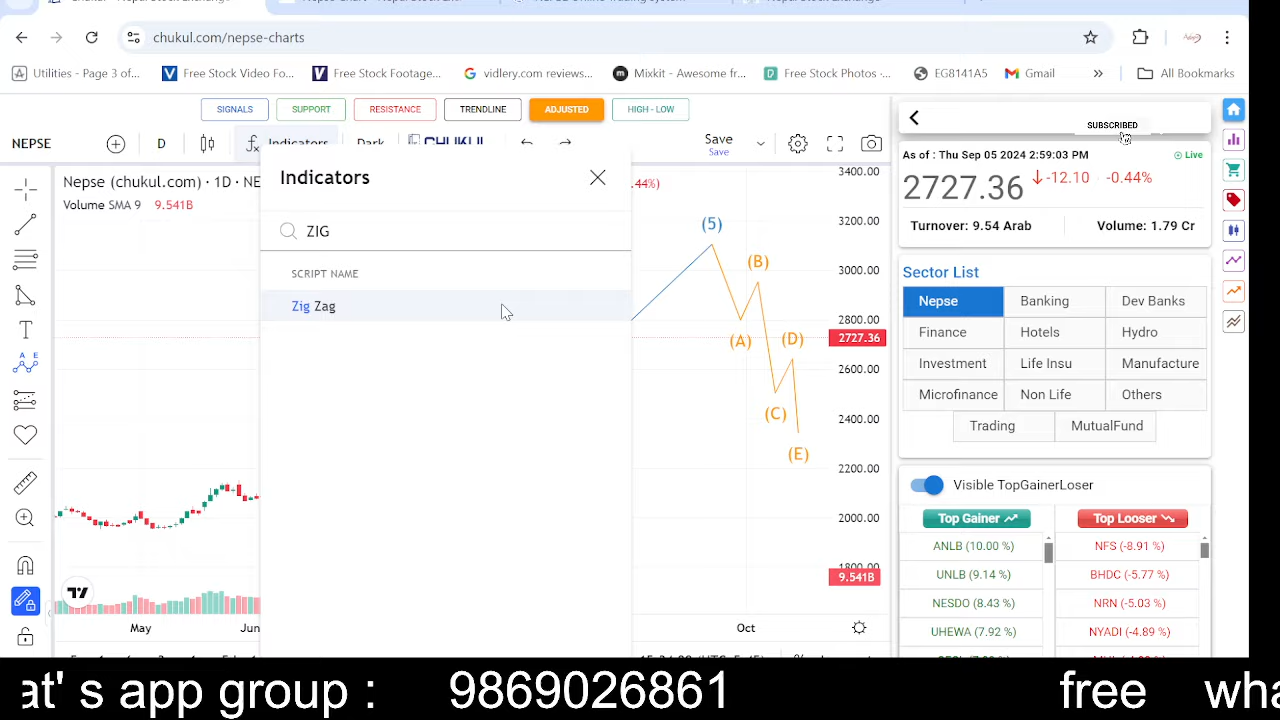 chukul.com/nepse-charts
Utilities - Page 3 of... Free Stock Video Fo... Free Stock Footage... vidlery.com reviews... Mixkit - Awesome fr... Free Stock Photos -... EG8141A5 Gmail » All Bookmarks
SIGNALS SUPPORT RESISTANCE TRENDLINE ADJUSTED HIGH - LOW
SUBSCRIBED
NEPSE D Indicators Dark CHUKUL Save
Save
As of : Thu Sep 05 2024 2:59:03 PM Live
Nepse (chukul.com) · 1D · NE .44%)
Volume SMA 9 9.541B
Indicators
ZIG
SCRIPT NAME
Zig Zag
2727.36 -12.10 -0.44%
Turnover: 9.54 Arab Volume: 1.79 Cr
(5)
(B)
(A)
(D)
(C)
(E)
3400.00
3200.00
3000.00
2800.00
2727.36
2600.00
2400.00
2200.00
2000.00
1800.00
9.541B
May
Oct
Sector List
Nepse Banking Dev Banks
Finance Hotels Hydro
Investment Life Insu Manufacture
Microfinance Non Life Others
Trading MutualFund
Visible TopGainerLoser
Top Gainer Top Looser
ANLB (10.00 %) NFS (-8.91 %)
UNLB (9.14 %) BHDC (-5.77 %)
NESDO (8.43 %) NRN (-5.03 %)
UHEWA (7.92 %) NYADI (-4.89 %)
at' s app group : 9869026861 free wha